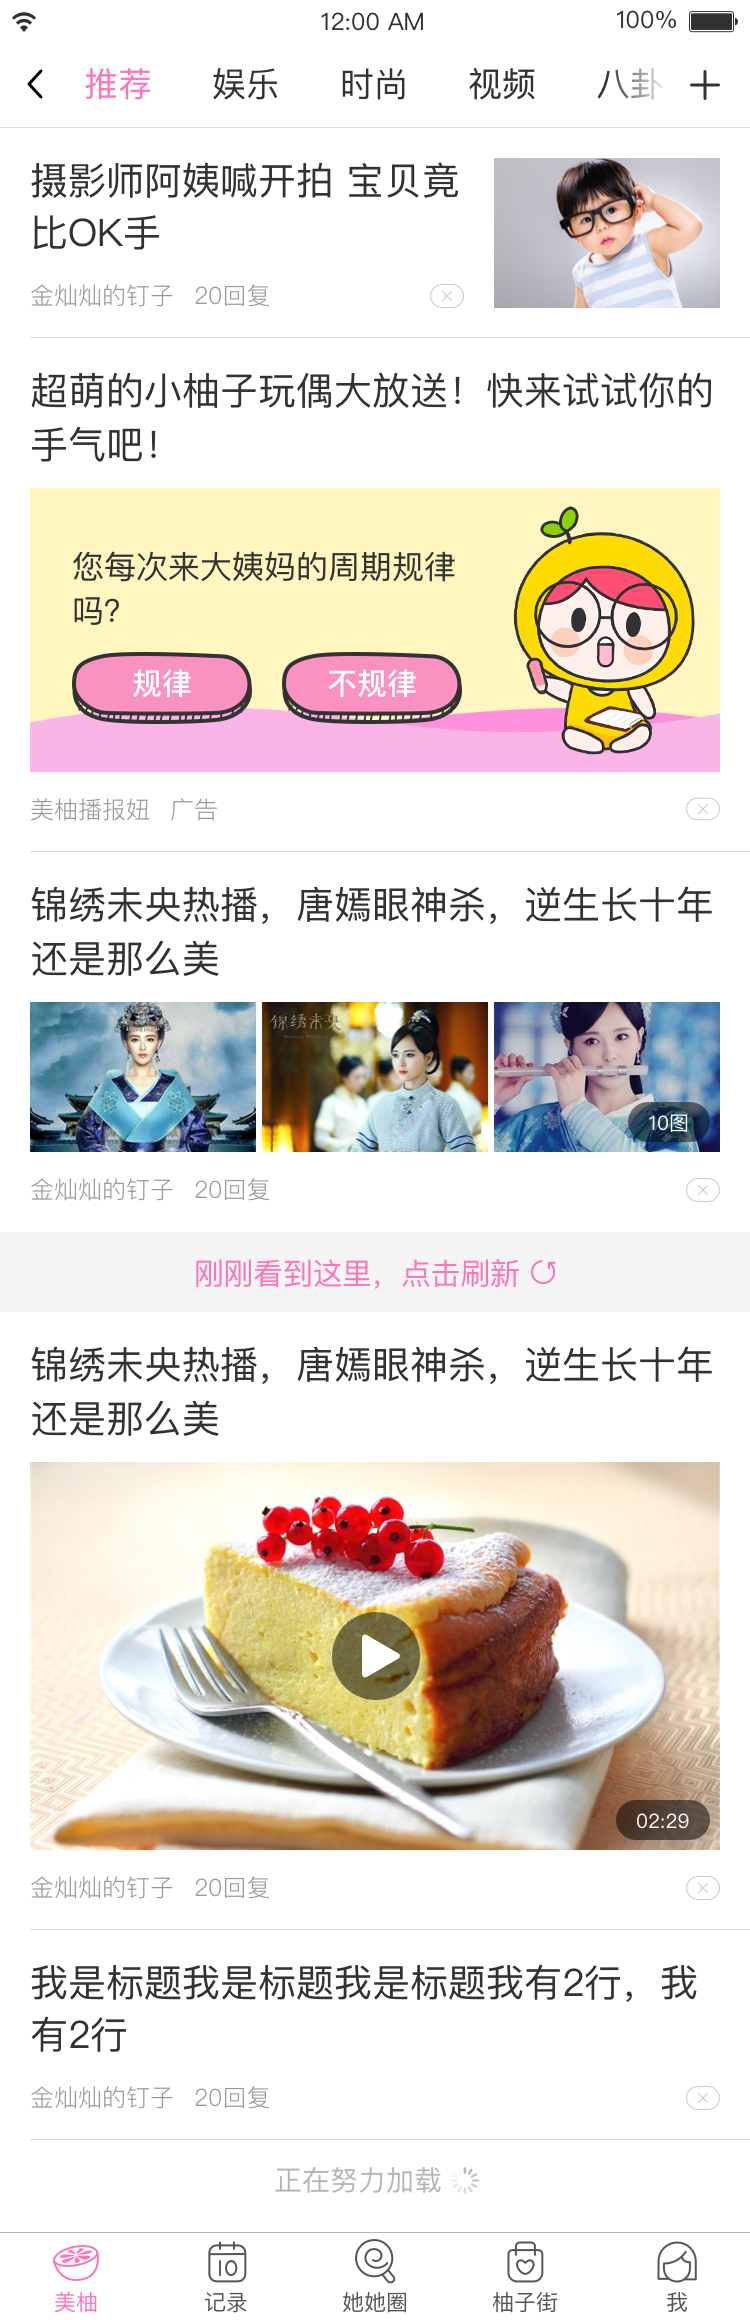 12:00 AM
100%
推荐 娱乐 时尚 视频 八卦
摄影师阿姨喊开拍 宝贝竟
比OK手
金灿灿的钉子 20回复
超萌的小柚子玩偶大放送！快来试试你的
手气吧！
您每次来大姨妈的周期规律
吗？
规律 不规律
美柚播报妞 广告
锦绣未央热播，唐嫣眼神杀，逆生长十年
还是那么美
锦绣未央
10图
金灿灿的钉子 20回复
刚刚看到这里，点击刷新
锦绣未央热播，唐嫣眼神杀，逆生长十年
还是那么美
02:29
金灿灿的钉子 20回复
我是标题我是标题我是标题我有2行，我
有2行
金灿灿的钉子 20回复
正在努力加载
10
美柚 记录 她她圈 柚子街 我